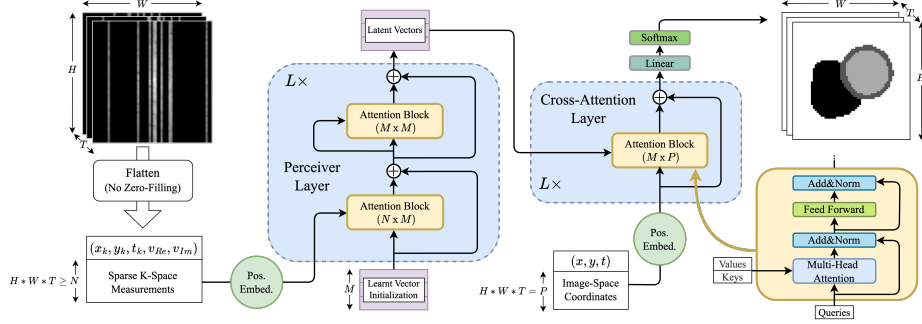 W
H
T
Flatten
(No Zero-Filling)
(x_k, y_k, t_k, v_Re, v_Im)
Sparse K-Space
Measurements
H * W * T ≥ N
Pos.
Embed.
Latent Vectors
L×
Attention Block
(M x M)
Perceiver
Layer
Attention Block
(N x M)
M
Learnt Vector
Initialization
Softmax
Linear
Cross-Attention
Layer
Attention Block
(M x P)
L×
Pos.
Embed.
(x, y, t)
Image-Space
Coordinates
H * W * T = P
W
T
H
Add&Norm
Feed Forward
Add&Norm
Values
Keys
Multi-Head
Attention
Queries